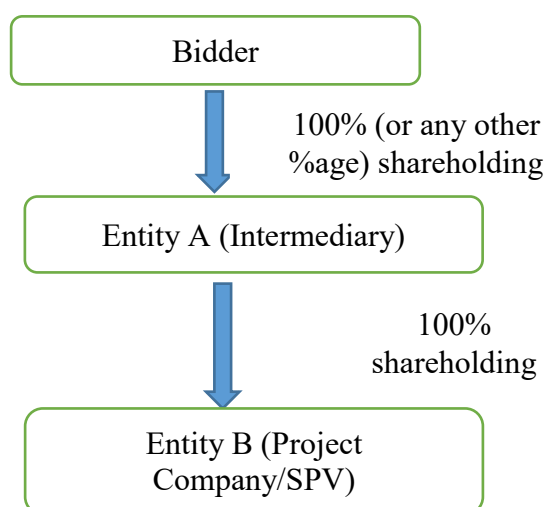 Bidder
100% (or any other
%age) shareholding
Entity A (Intermediary)
100%
shareholding
Entity B (Project
Company/SPV)